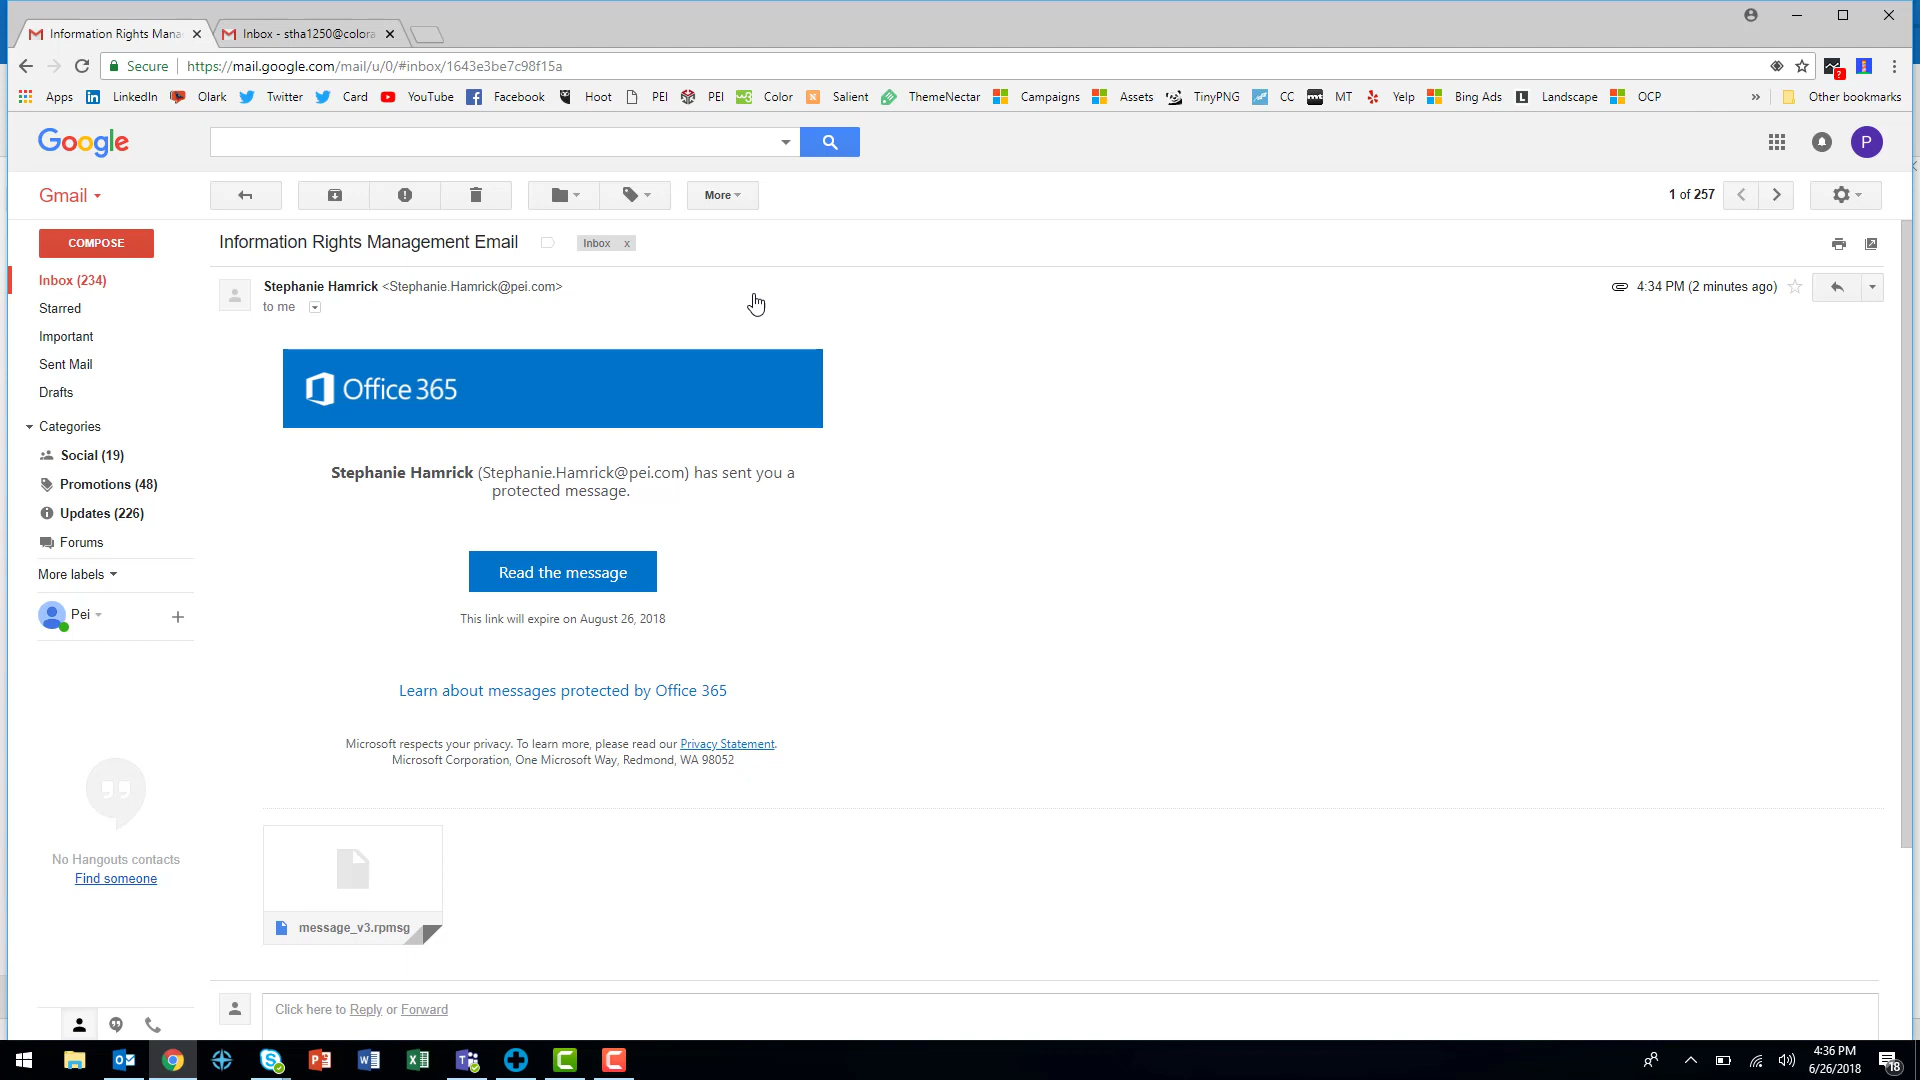 Information Rights Mana
Inbox - stha1250@colora
Secure https://mail.google.com/mail/u/0/#inbox/1643e3be7c98f15a
Apps LinkedIn Olark Twitter Card YouTube Facebook Hoot PEI PEI Color Salient ThemeNectar Campaigns Assets TinyPNG CC MT Yelp Bing Ads Landscape OCP » Other bookmarks
Google
P
Gmail
More
1 of 257
COMPOSE
Information Rights Management Email
Inbox x
Inbox (234)
Starred
Important
Sent Mail
Drafts
Categories
Social (19)
Promotions (48)
Updates (226)
Forums
More labels
Pei
No Hangouts contacts
Find someone
Stephanie Hamrick <Stephanie.Hamrick@pei.com>
4:34 PM (2 minutes ago)
to me
Office 365
Stephanie Hamrick (Stephanie.Hamrick@pei.com) has sent you a
protected message.
Read the message
This link will expire on August 26, 2018
Learn about messages protected by Office 365
Microsoft respects your privacy. To learn more, please read our Privacy Statement.
Microsoft Corporation, One Microsoft Way, Redmond, WA 98052
message_v3.rpmsg
Click here to Reply or Forward
4:36 PM
6/26/2018
18